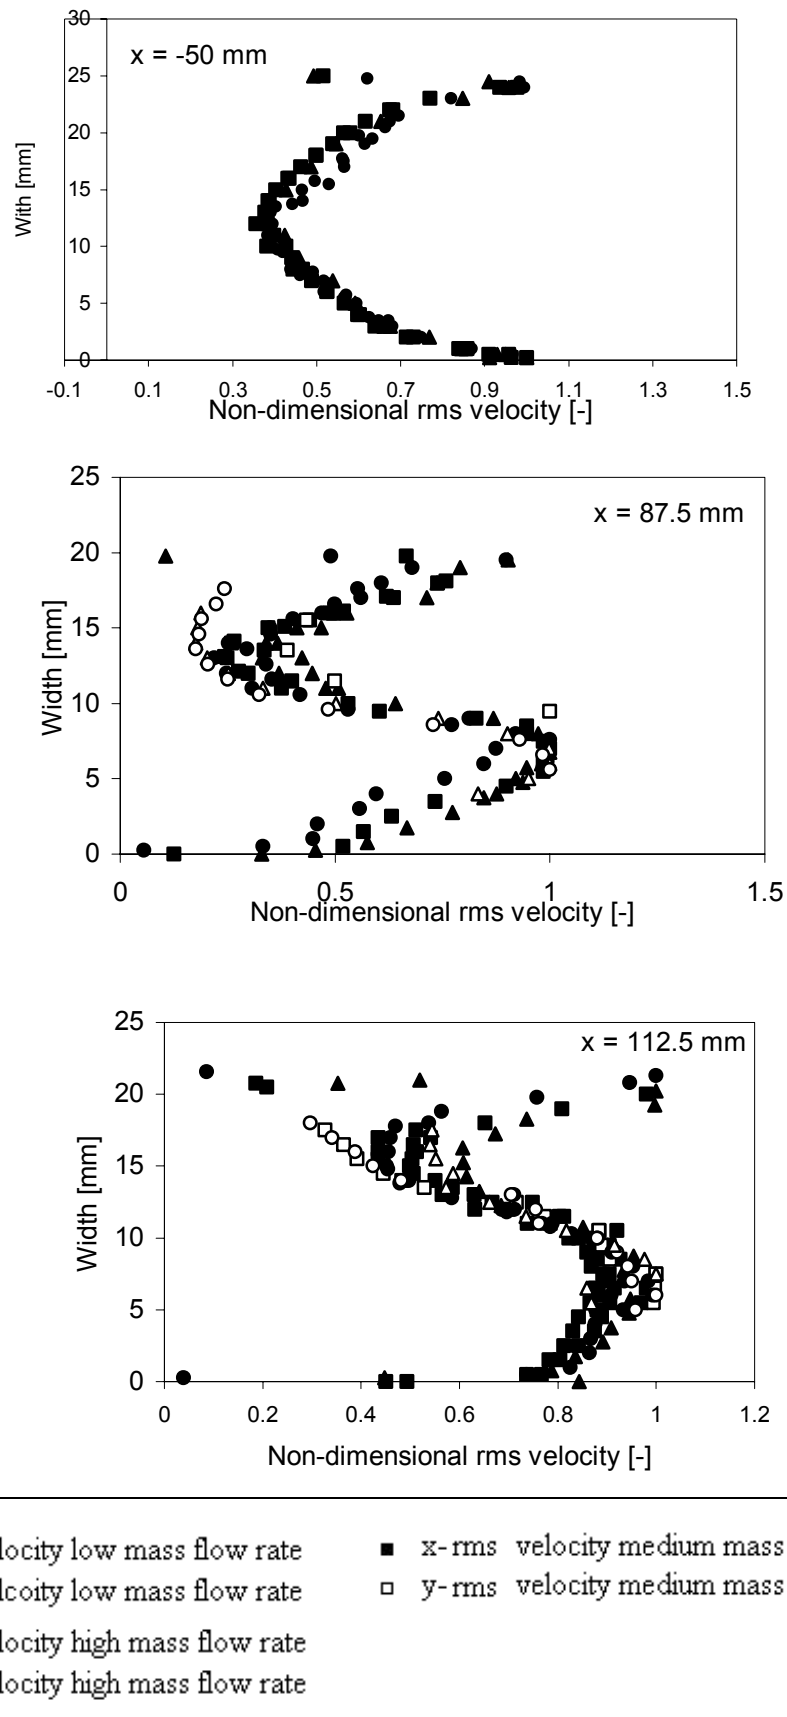 30
x = -50 mm
25
20
15
10
5
0
With [mm]
-0.1 0.1 0.3 0.5 0.7 0.9 1.1 1.3 1.5
Non-dimensional rms velocity [-]
25
x = 87.5 mm
20
15
10
5
0
Width [mm]
0 0.5 1 1.5
Non-dimensional rms velocity [-]
25
x = 112.5 mm
20
15
10
5
0
Width [mm]
0 0.2 0.4 0.6 0.8 1 1.2
Non-dimensional rms velocity [-]
locity low mass flow rate ■ x-rms velocity medium mass
lcoity low mass flow rate □ y-rms velocity medium mass
locity high mass flow rate
locity high mass flow rate